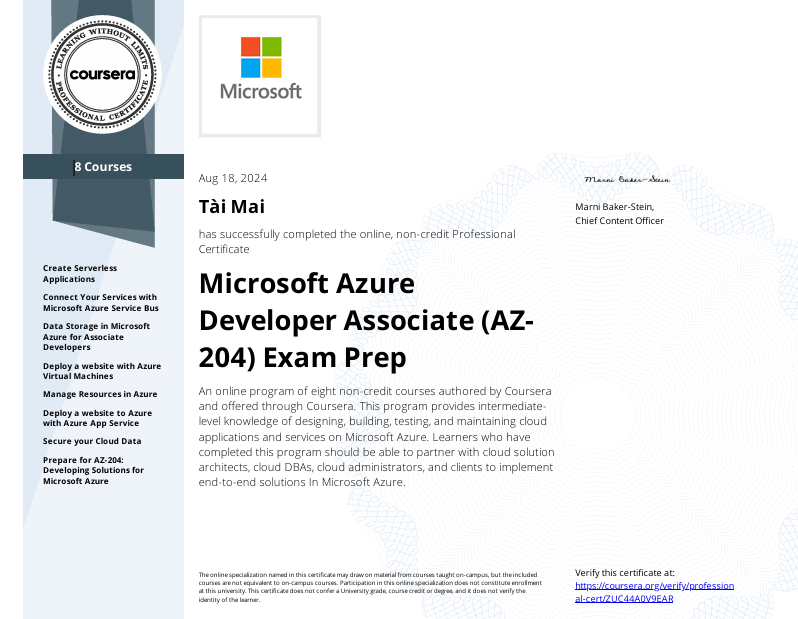 LEARNING WITHOUT LIMITS
coursera
PROFESSIONAL CERTIFICATE
8 Courses
Create Serverless
Applications
Connect Your Services with
Microsoft Azure Service Bus
Data Storage in Microsoft
Azure for Associate
Developers
Deploy a website with Azure
Virtual Machines
Manage Resources in Azure
Deploy a website to Azure
with Azure App Service
Secure your Cloud Data
Prepare for AZ-204:
Developing Solutions for
Microsoft Azure
Microsoft
Aug 18, 2024
Tài Mai
has successfully completed the online, non-credit Professional
Certificate
Microsoft Azure
Developer Associate (AZ-
204) Exam Prep
An online program of eight non-credit courses authored by Coursera
and offered through Coursera. This program provides intermediate-
level knowledge of designing, building, testing, and maintaining cloud
applications and services on Microsoft Azure. Learners who have
completed this program should be able to partner with cloud solution
architects, cloud DBAs, cloud administrators, and clients to implement
end-to-end solutions In Microsoft Azure.
Marni Baker-Stein
Marni Baker-Stein,
Chief Content Officer
The online specialization named in this certificate may draw on material from courses taught on-campus, but the included
courses are not equivalent to on-campus courses. Participation in this online specialization does not constitute enrollment
at this university. This certificate does not confer a University grade, course credit or degree, and it does not verify the
identity of the learner.
Verify this certificate at:
https://coursera.org/verify/profession
al-cert/ZUC44A0V9EAR